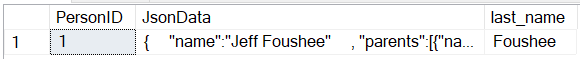 PersonID JsonData last_name
1 1 { "name":"Jeff Foushee" , "parents":[{"na... Foushee